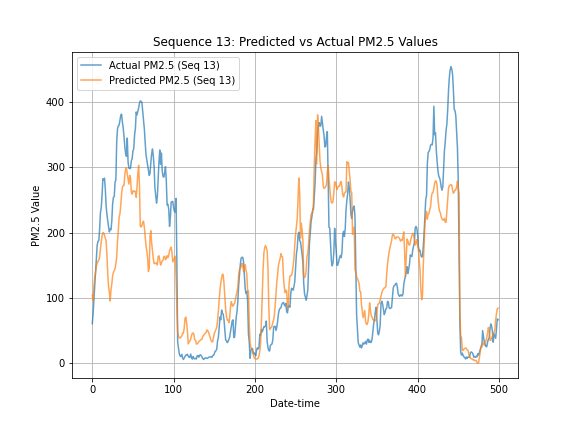 Sequence 13: Predicted vs Actual PM2.5 Values
Actual PM2.5 (Seq 13)
Predicted PM2.5 (Seq 13)
PM2.5 Value
400
300
200
100
0
0
100
200
300
400
500
Date-time